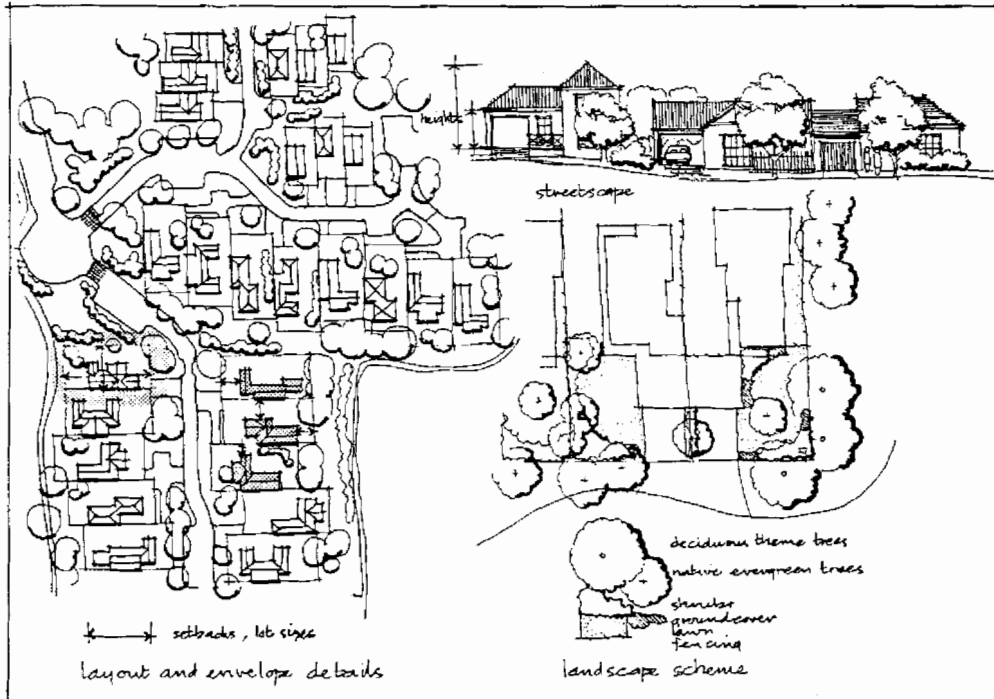 heights
streetscape
deciduous theme trees
native evergreen trees
shrubs
groundcover
lawn
fencing
setbacks, lot sizes
layout and envelope details
landscape scheme